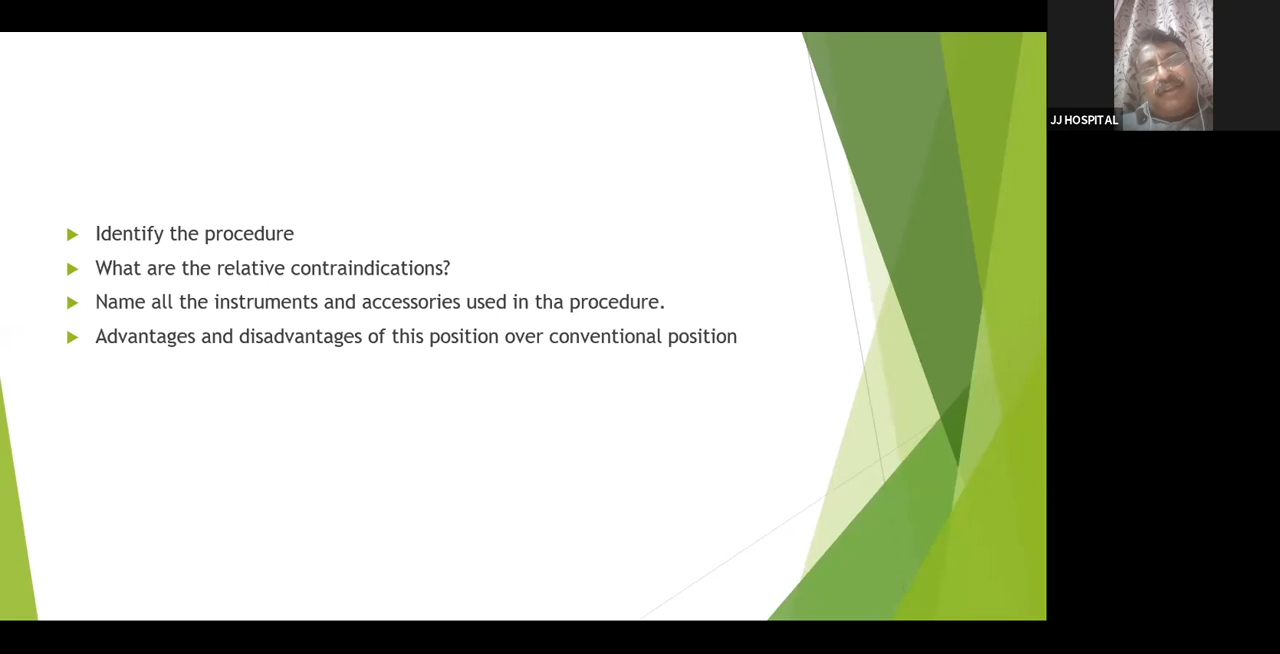 JJ HOSPITAL
Identify the procedure
What are the relative contraindications?
Name all the instruments and accessories used in tha procedure.
Advantages and disadvantages of this position over conventional position